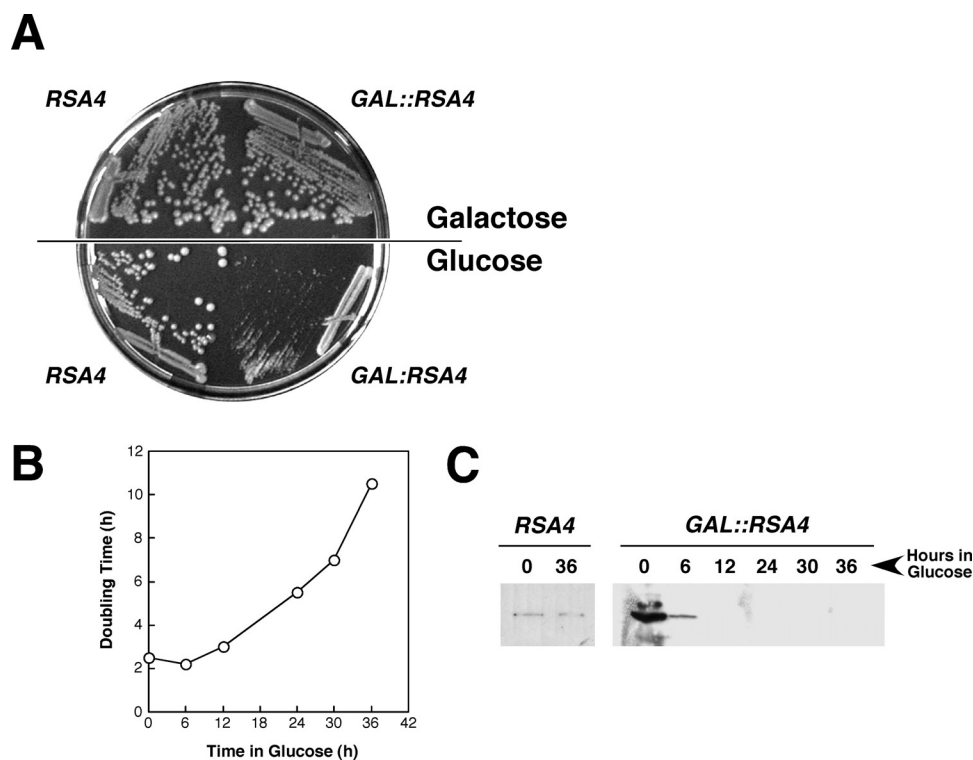 A
RSA4
GAL::RSA4
Galactose
Glucose
RSA4
GAL:RSA4
B
12
10
8
6
4
2
0
0 6 12 18 24 30 36 42
Doubling Time (h)
Time in Glucose (h)
C
RSA4
GAL::RSA4
0 36
0 6 12 24 30 36
Hours in
Glucose